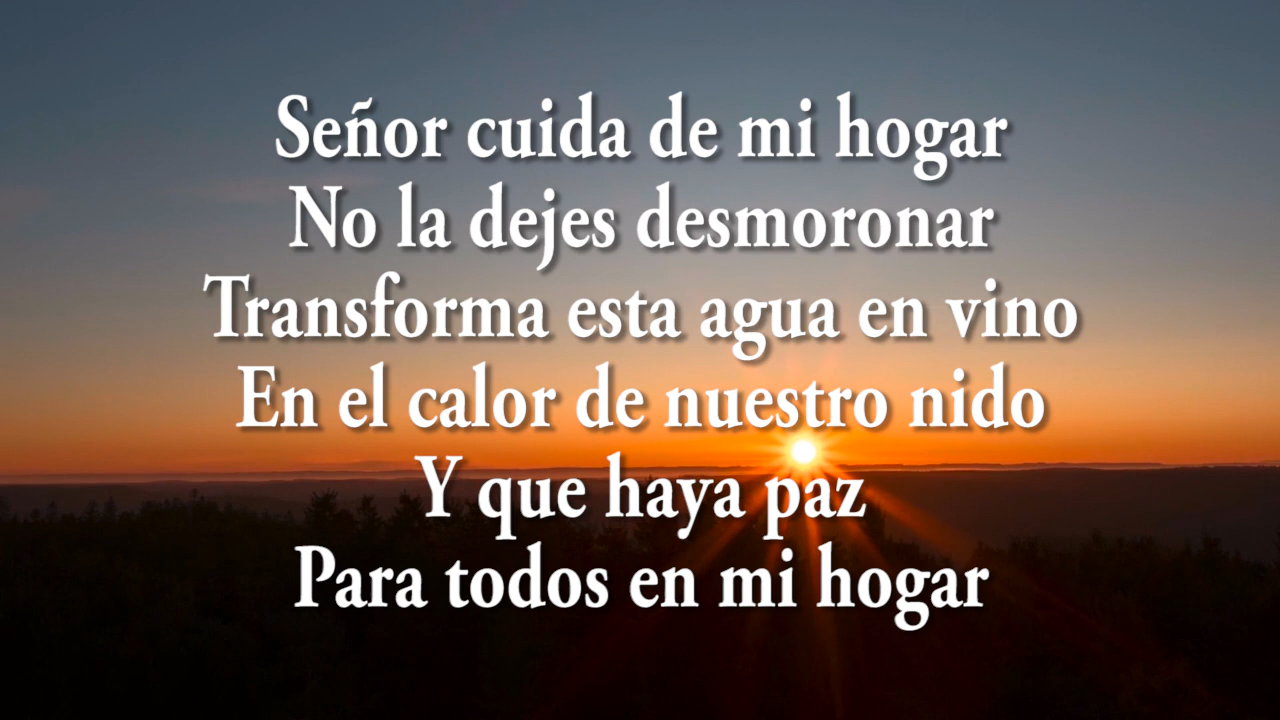 Señor cuida de mi hogar
No la dejes desmoronar
Transforma esta agua en vino
En el calor de nuestro nido
Y que haya paz
Para todos en mi hogar